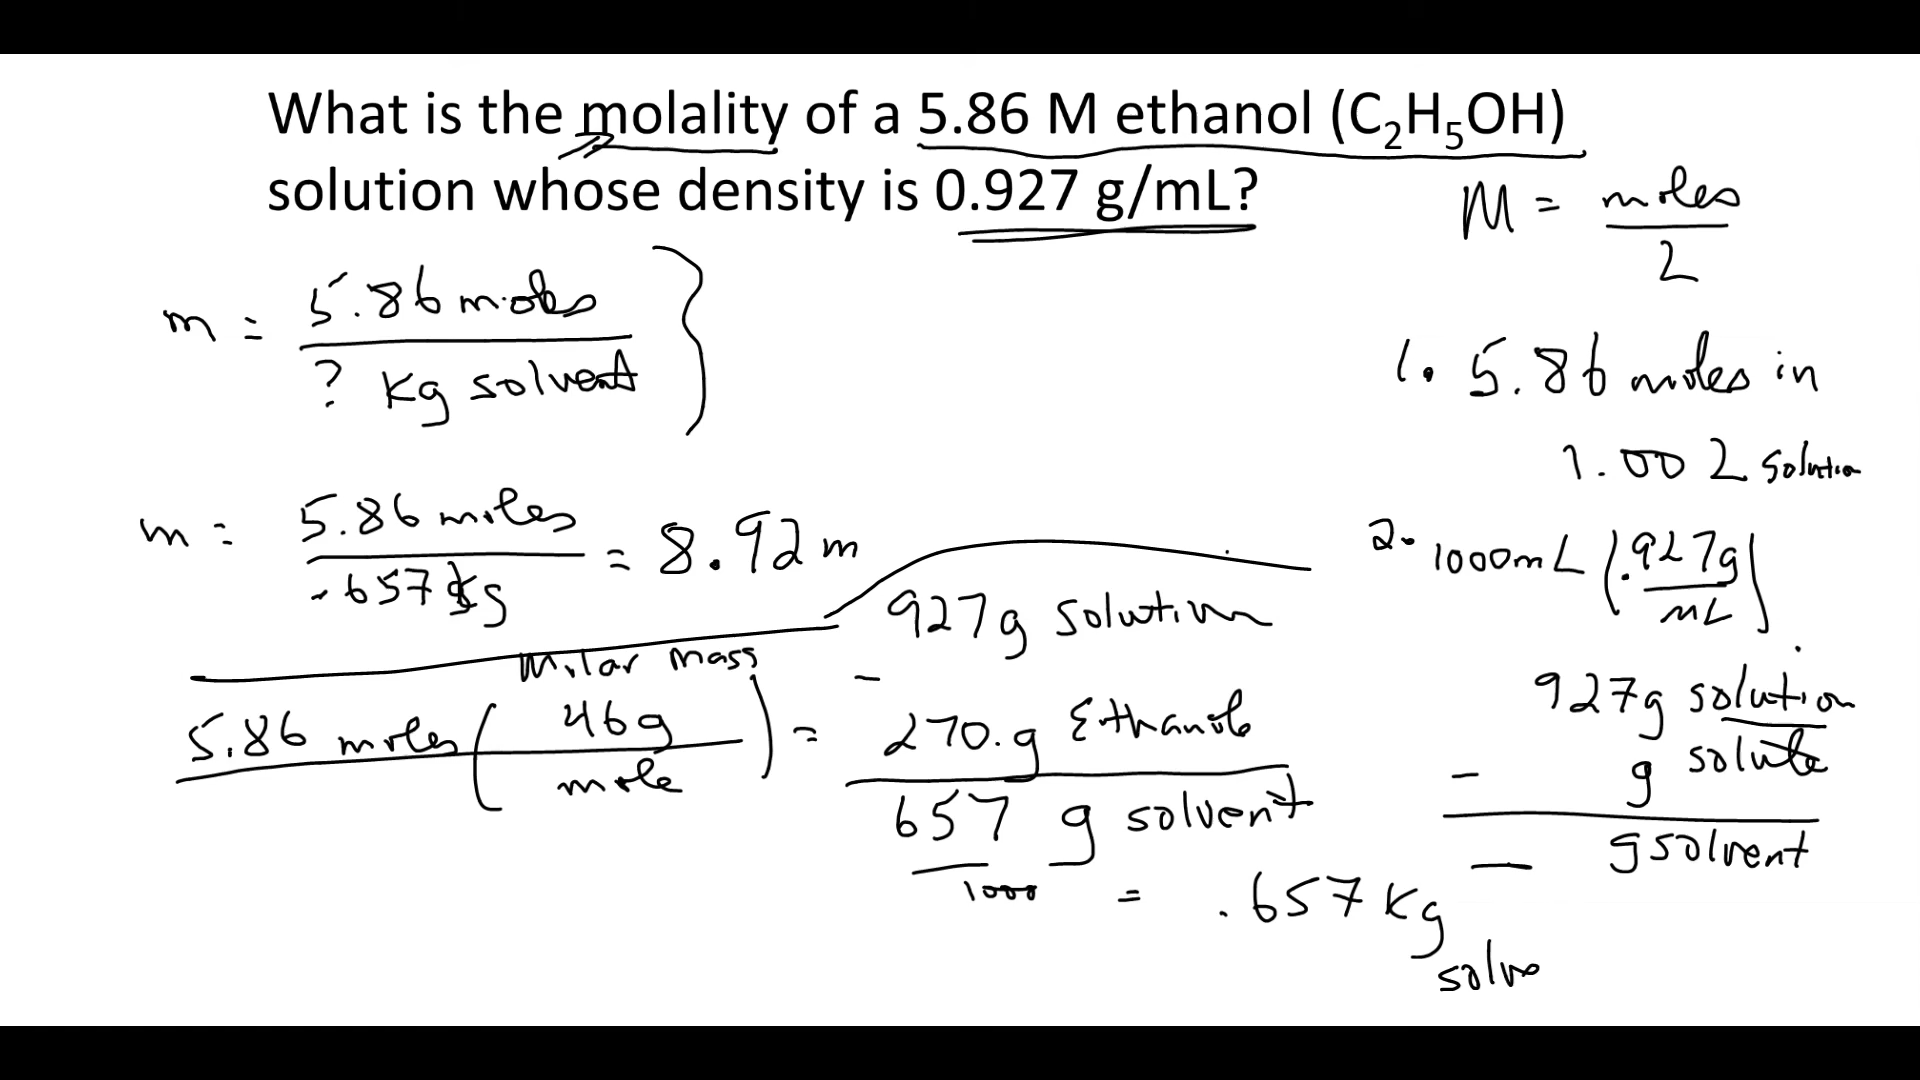 What is the molality of a 5.86 M ethanol (C₂H₅OH)
solution whose density is 0.927 g/mL?
M = moles / L
m = 5.86 moles / ? Kg solvent
1. 5.86 moles in
1.00 L solution
m = 5.86 moles / .657 Kg = 8.92 m
2. 1000mL (.927g / mL)
927g solution
- g solute
g solvent
Molar Mass
5.86 moles (46g / mole) = 270. g Ethanol
927g solution
- 270. g Ethanol
657 g solvent
1000 = .657 Kg
solve